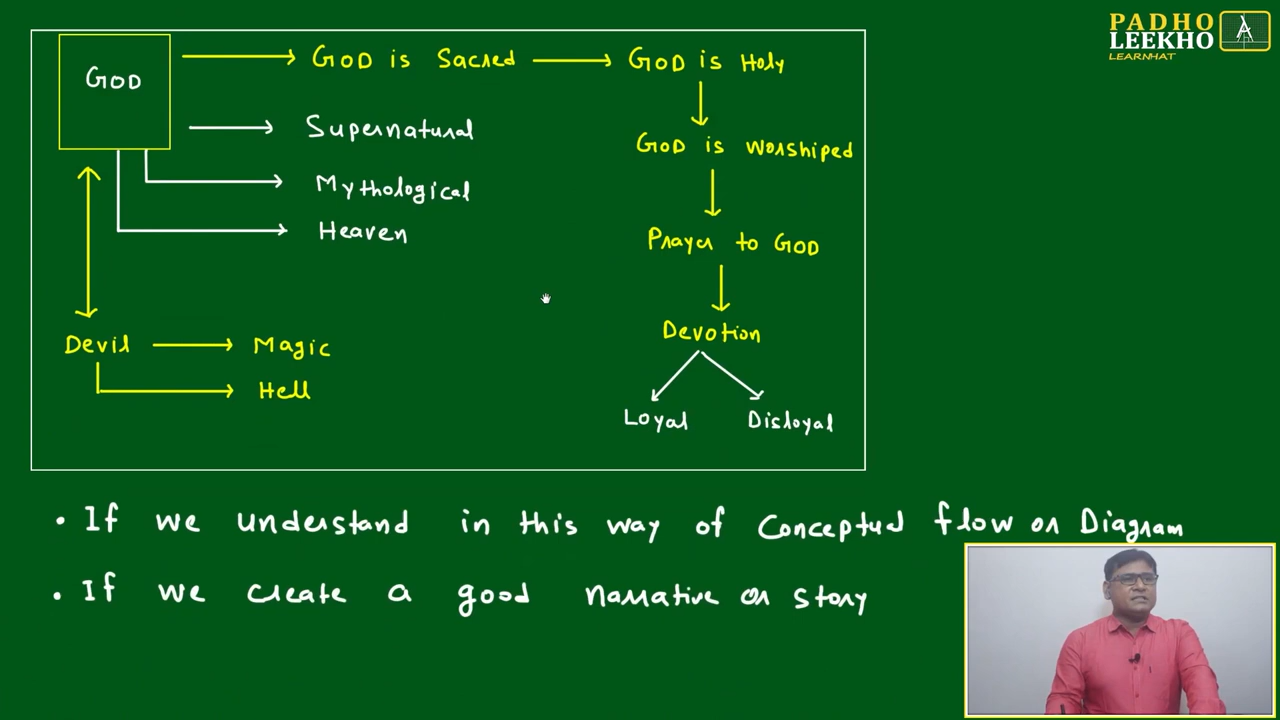 PADHO
LEEKHO
LEARNHAT
GOD
GOD is Sacred
GOD is Holy
Supernatural
GOD is worshiped
Mythological
Heaven
Prayer to GOD
Devotion
Devil
Magic
Hell
Loyal
Disloyal
• If we understand in this way of Conceptual flow or Diagram
• If we create a good narrative or story